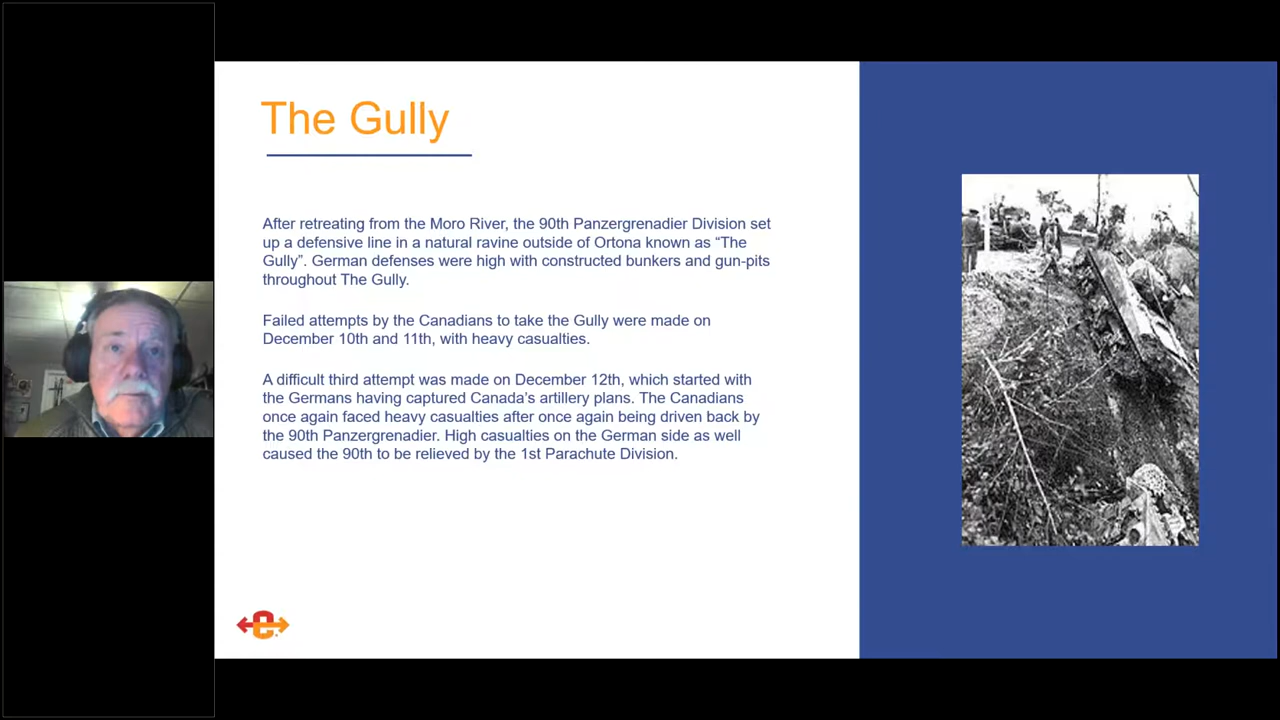 The Gully
After retreating from the Moro River, the 90th Panzergrenadier Division set
up a defensive line in a natural ravine outside of Ortona known as “The
Gully”. German defenses were high with constructed bunkers and gun-pits
throughout The Gully.
Failed attempts by the Canadians to take the Gully were made on
December 10th and 11th, with heavy casualties.
A difficult third attempt was made on December 12th, which started with
the Germans having captured Canada’s artillery plans. The Canadians
once again faced heavy casualties after once again being driven back by
the 90th Panzergrenadier. High casualties on the German side as well
caused the 90th to be relieved by the 1st Parachute Division.
e